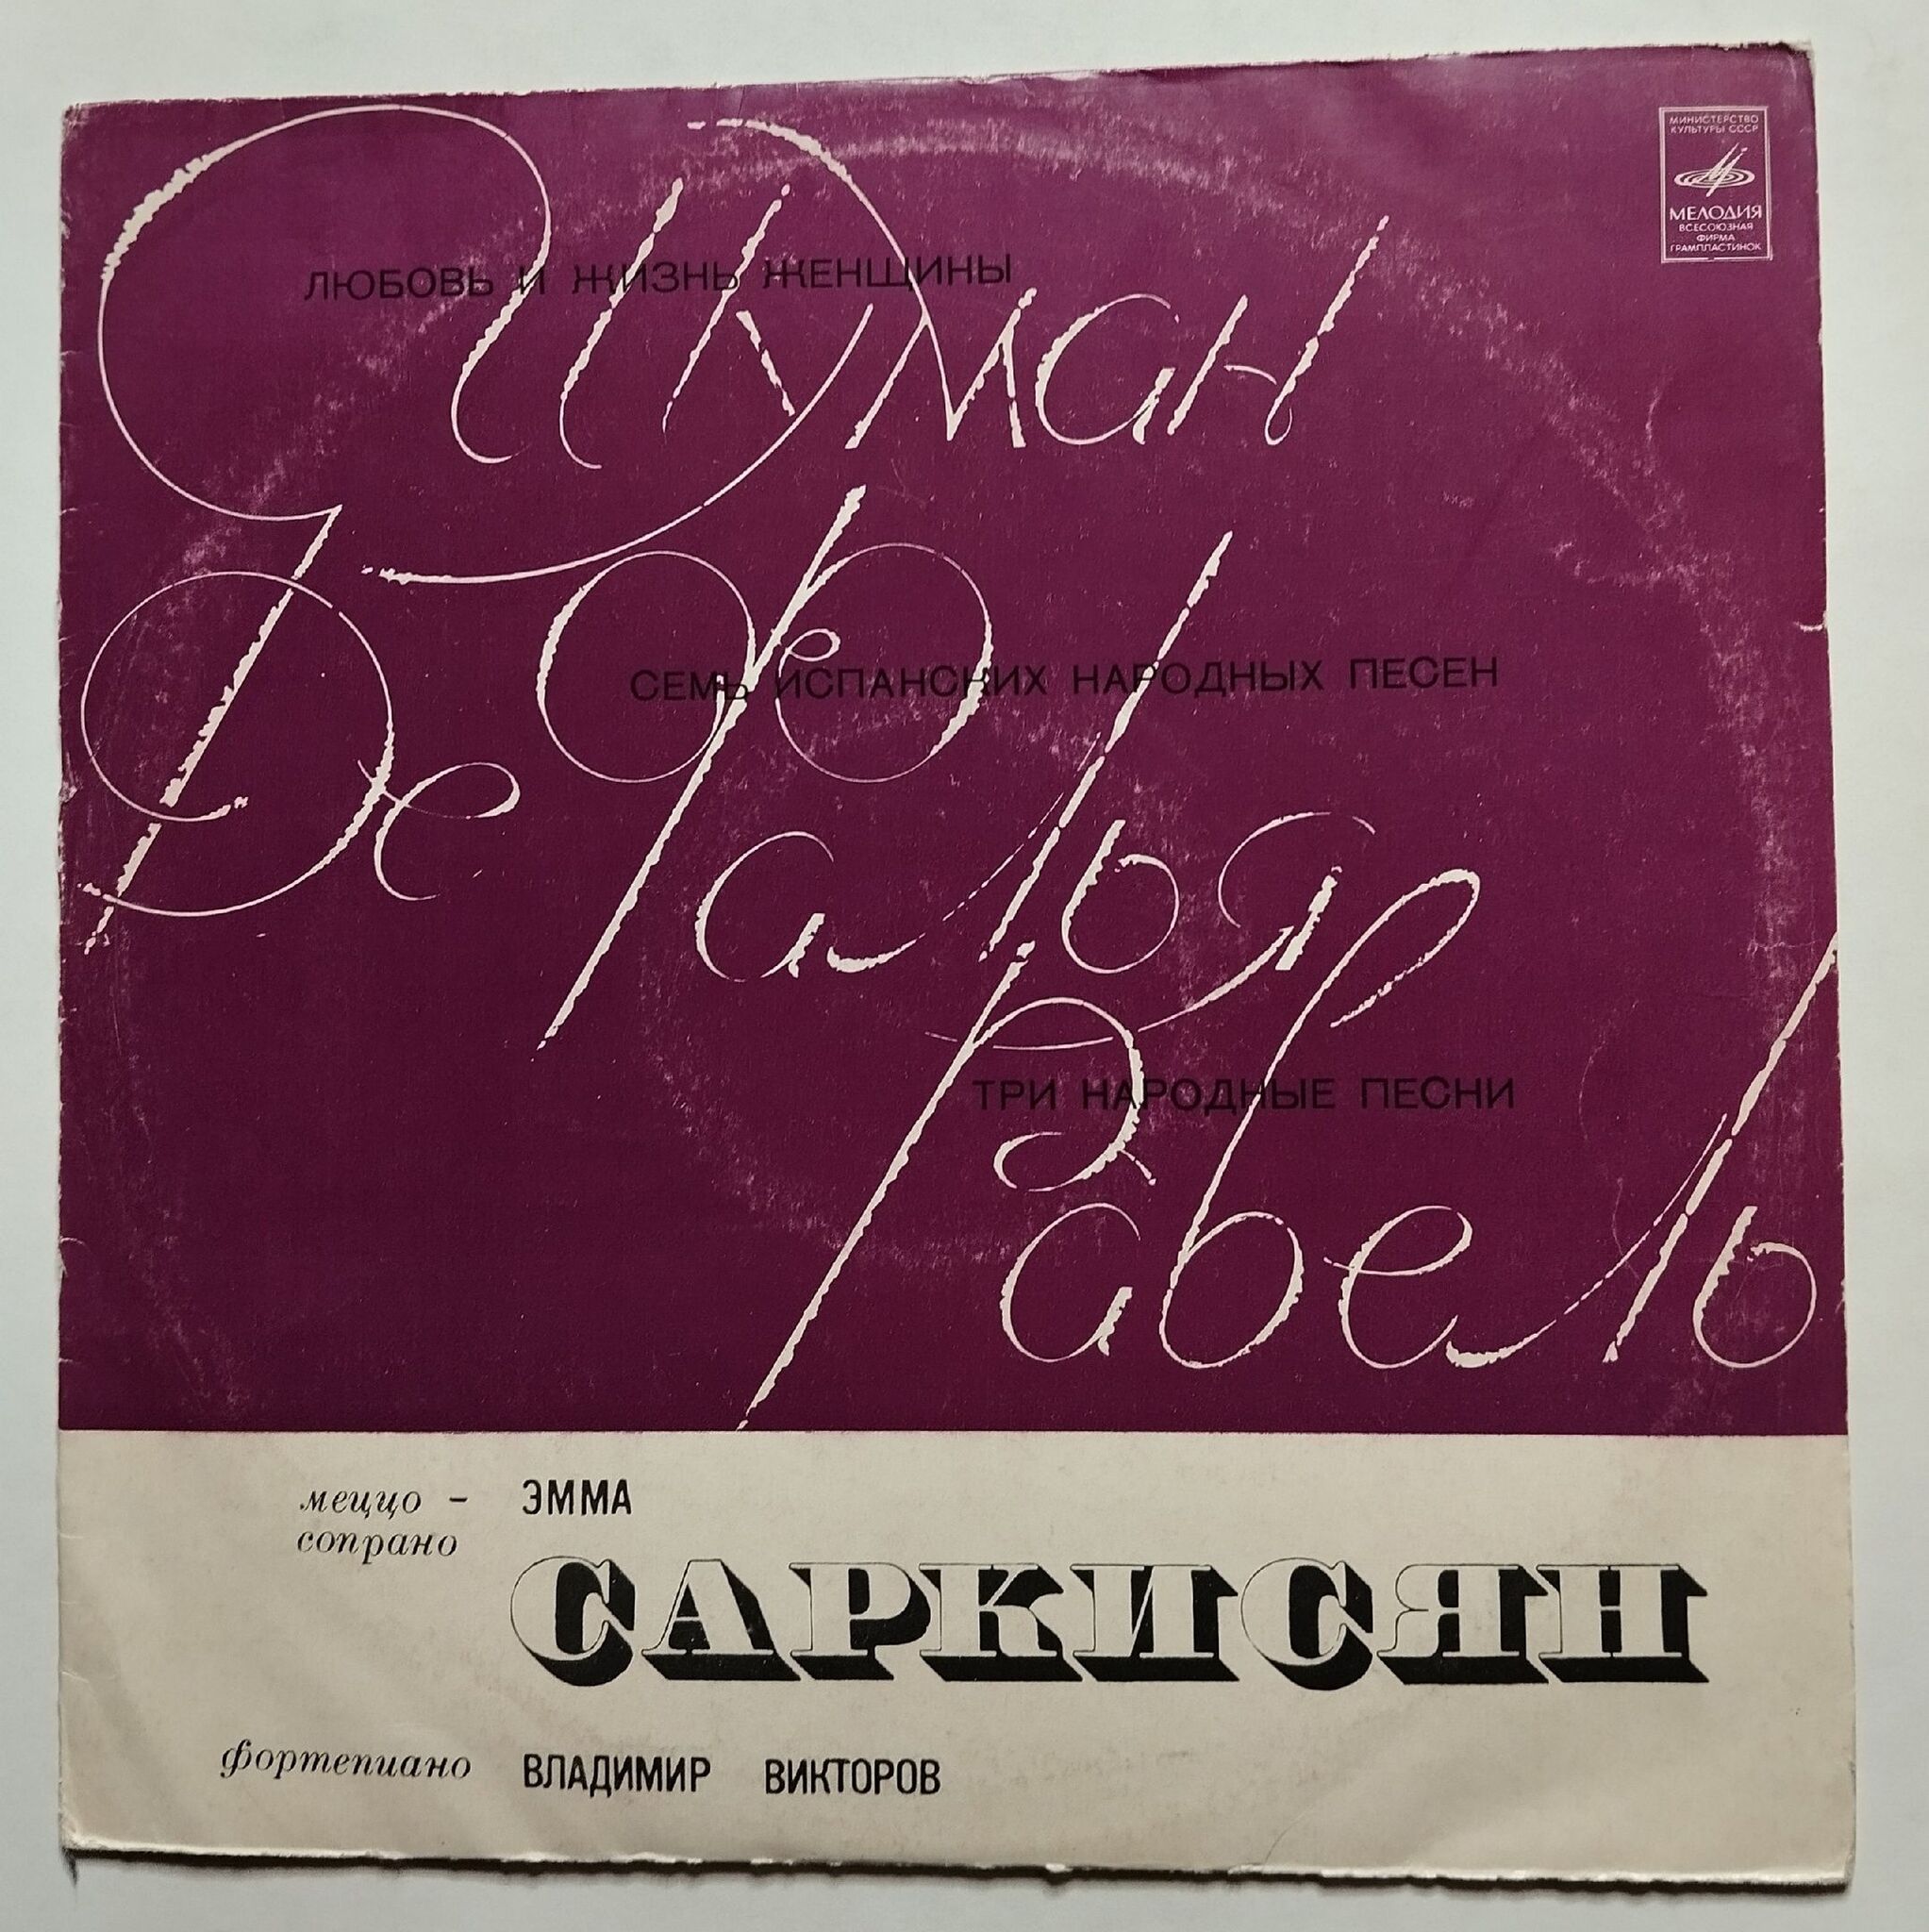 МИНИСТЕРСТВО
КУЛЬТУРЫ СССР
МЕЛОДИЯ
ВСЕСОЮЗНАЯ
ФИРМА
ГРАМПЛАСТИНОК
Шуман
ЛЮБОВЬ И ЖИЗНЬ ЖЕНЩИНЫ
Де Фалья
СЕМЬ ИСПАНСКИХ НАРОДНЫХ ПЕСЕН
Равель
ТРИ НАРОДНЫЕ ПЕСНИ
меццо - ЭММА
сопрано
САРКИСЯН
фортепиано ВЛАДИМИР ВИКТОРОВ